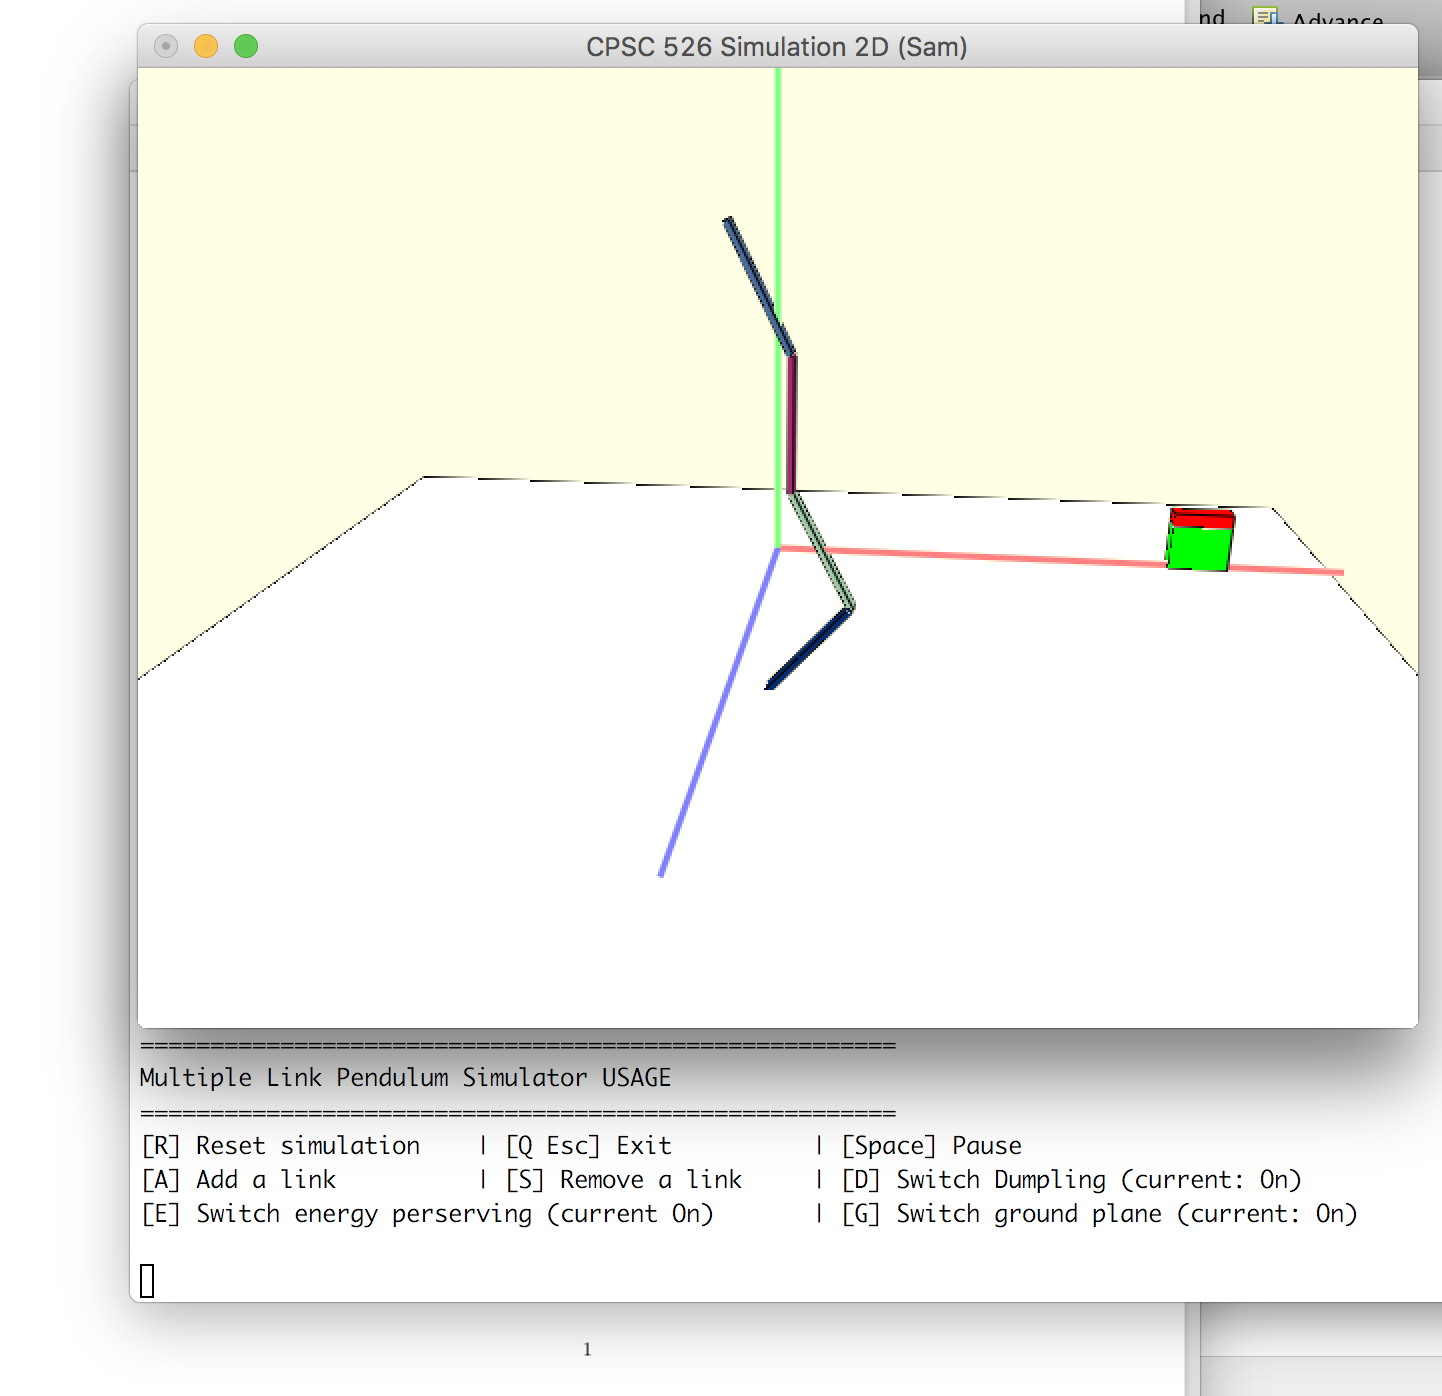 nd Advance
CPSC 526 Simulation 2D (Sam)
======================================================
Multiple Link Pendulum Simulator USAGE
======================================================
[R] Reset simulation | [Q Esc] Exit | [Space] Pause
[A] Add a link | [S] Remove a link | [D] Switch Dumpling (current: On)
[E] Switch energy perserving (current On) | [G] Switch ground plane (current: On)
1